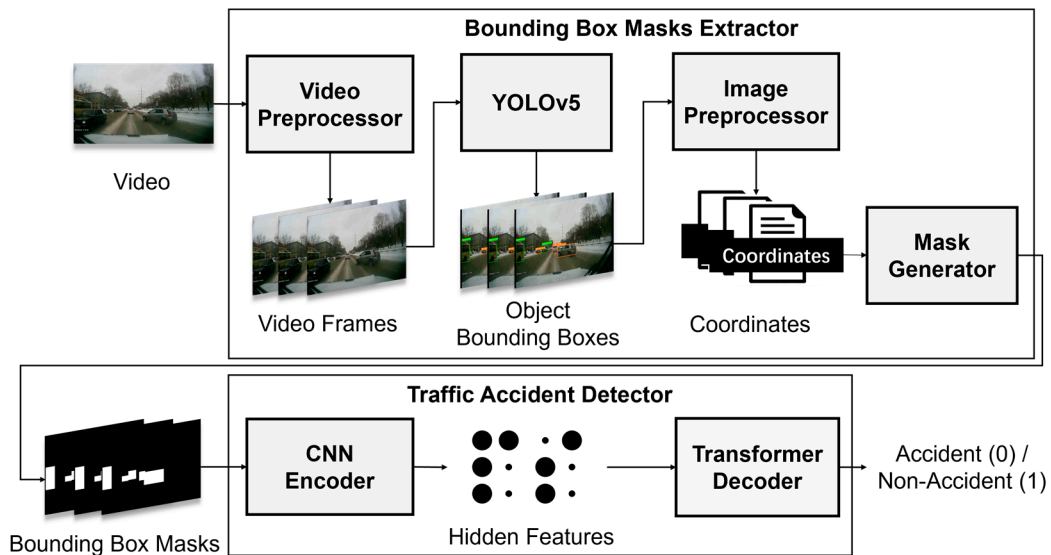 Bounding Box Masks Extractor
Video
Preprocessor
YOLOv5
Image
Preprocessor
Video
Coordinates
Mask
Generator
Video Frames
Object
Bounding Boxes
Coordinates
Traffic Accident Detector
CNN
Encoder
Transformer
Decoder
Accident (0) /
Non-Accident (1)
Hidden Features
Bounding Box Masks